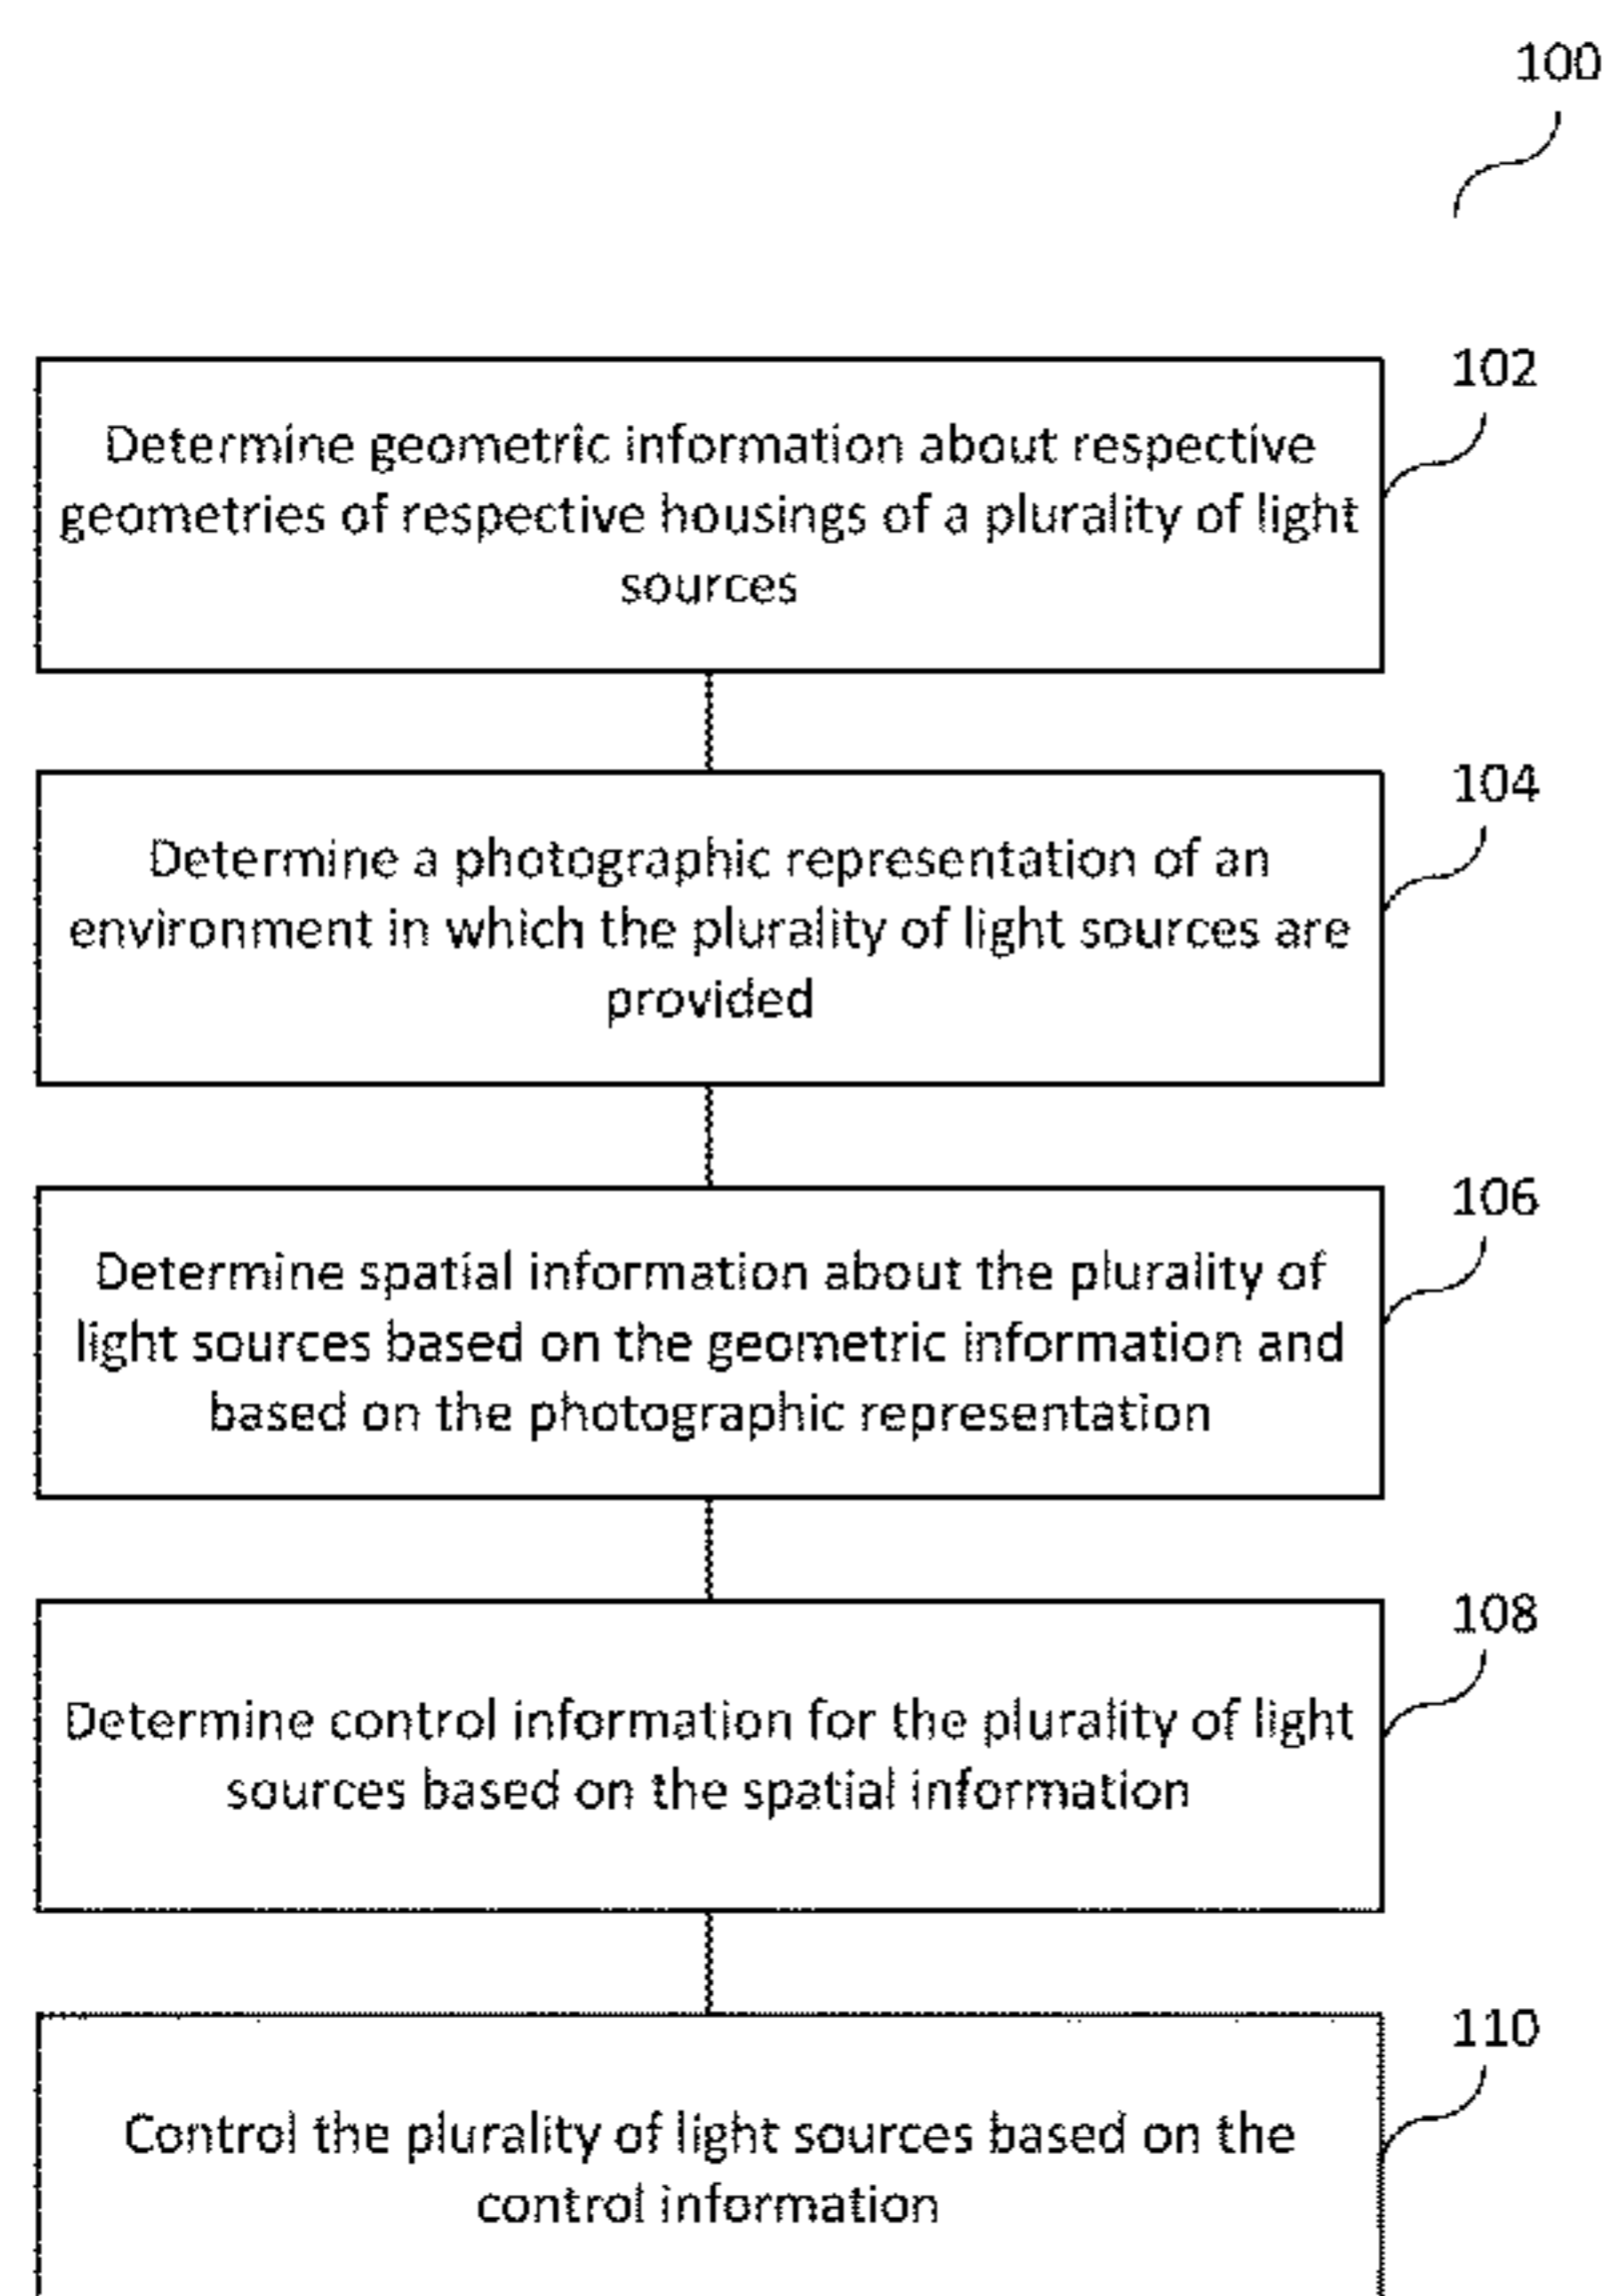 100
102
Determine geometric information about respective
geometries of respective housings of a plurality of light
sources
104
Determine a photographic representation of an
environment in which the plurality of light sources are
provided
106
Determine spatial information about the plurality of
light sources based on the geometric information and
based on the photographic representation
108
Determine control information for the plurality of light
sources based on the spatial information
110
Control the plurality of light sources based on the
control information